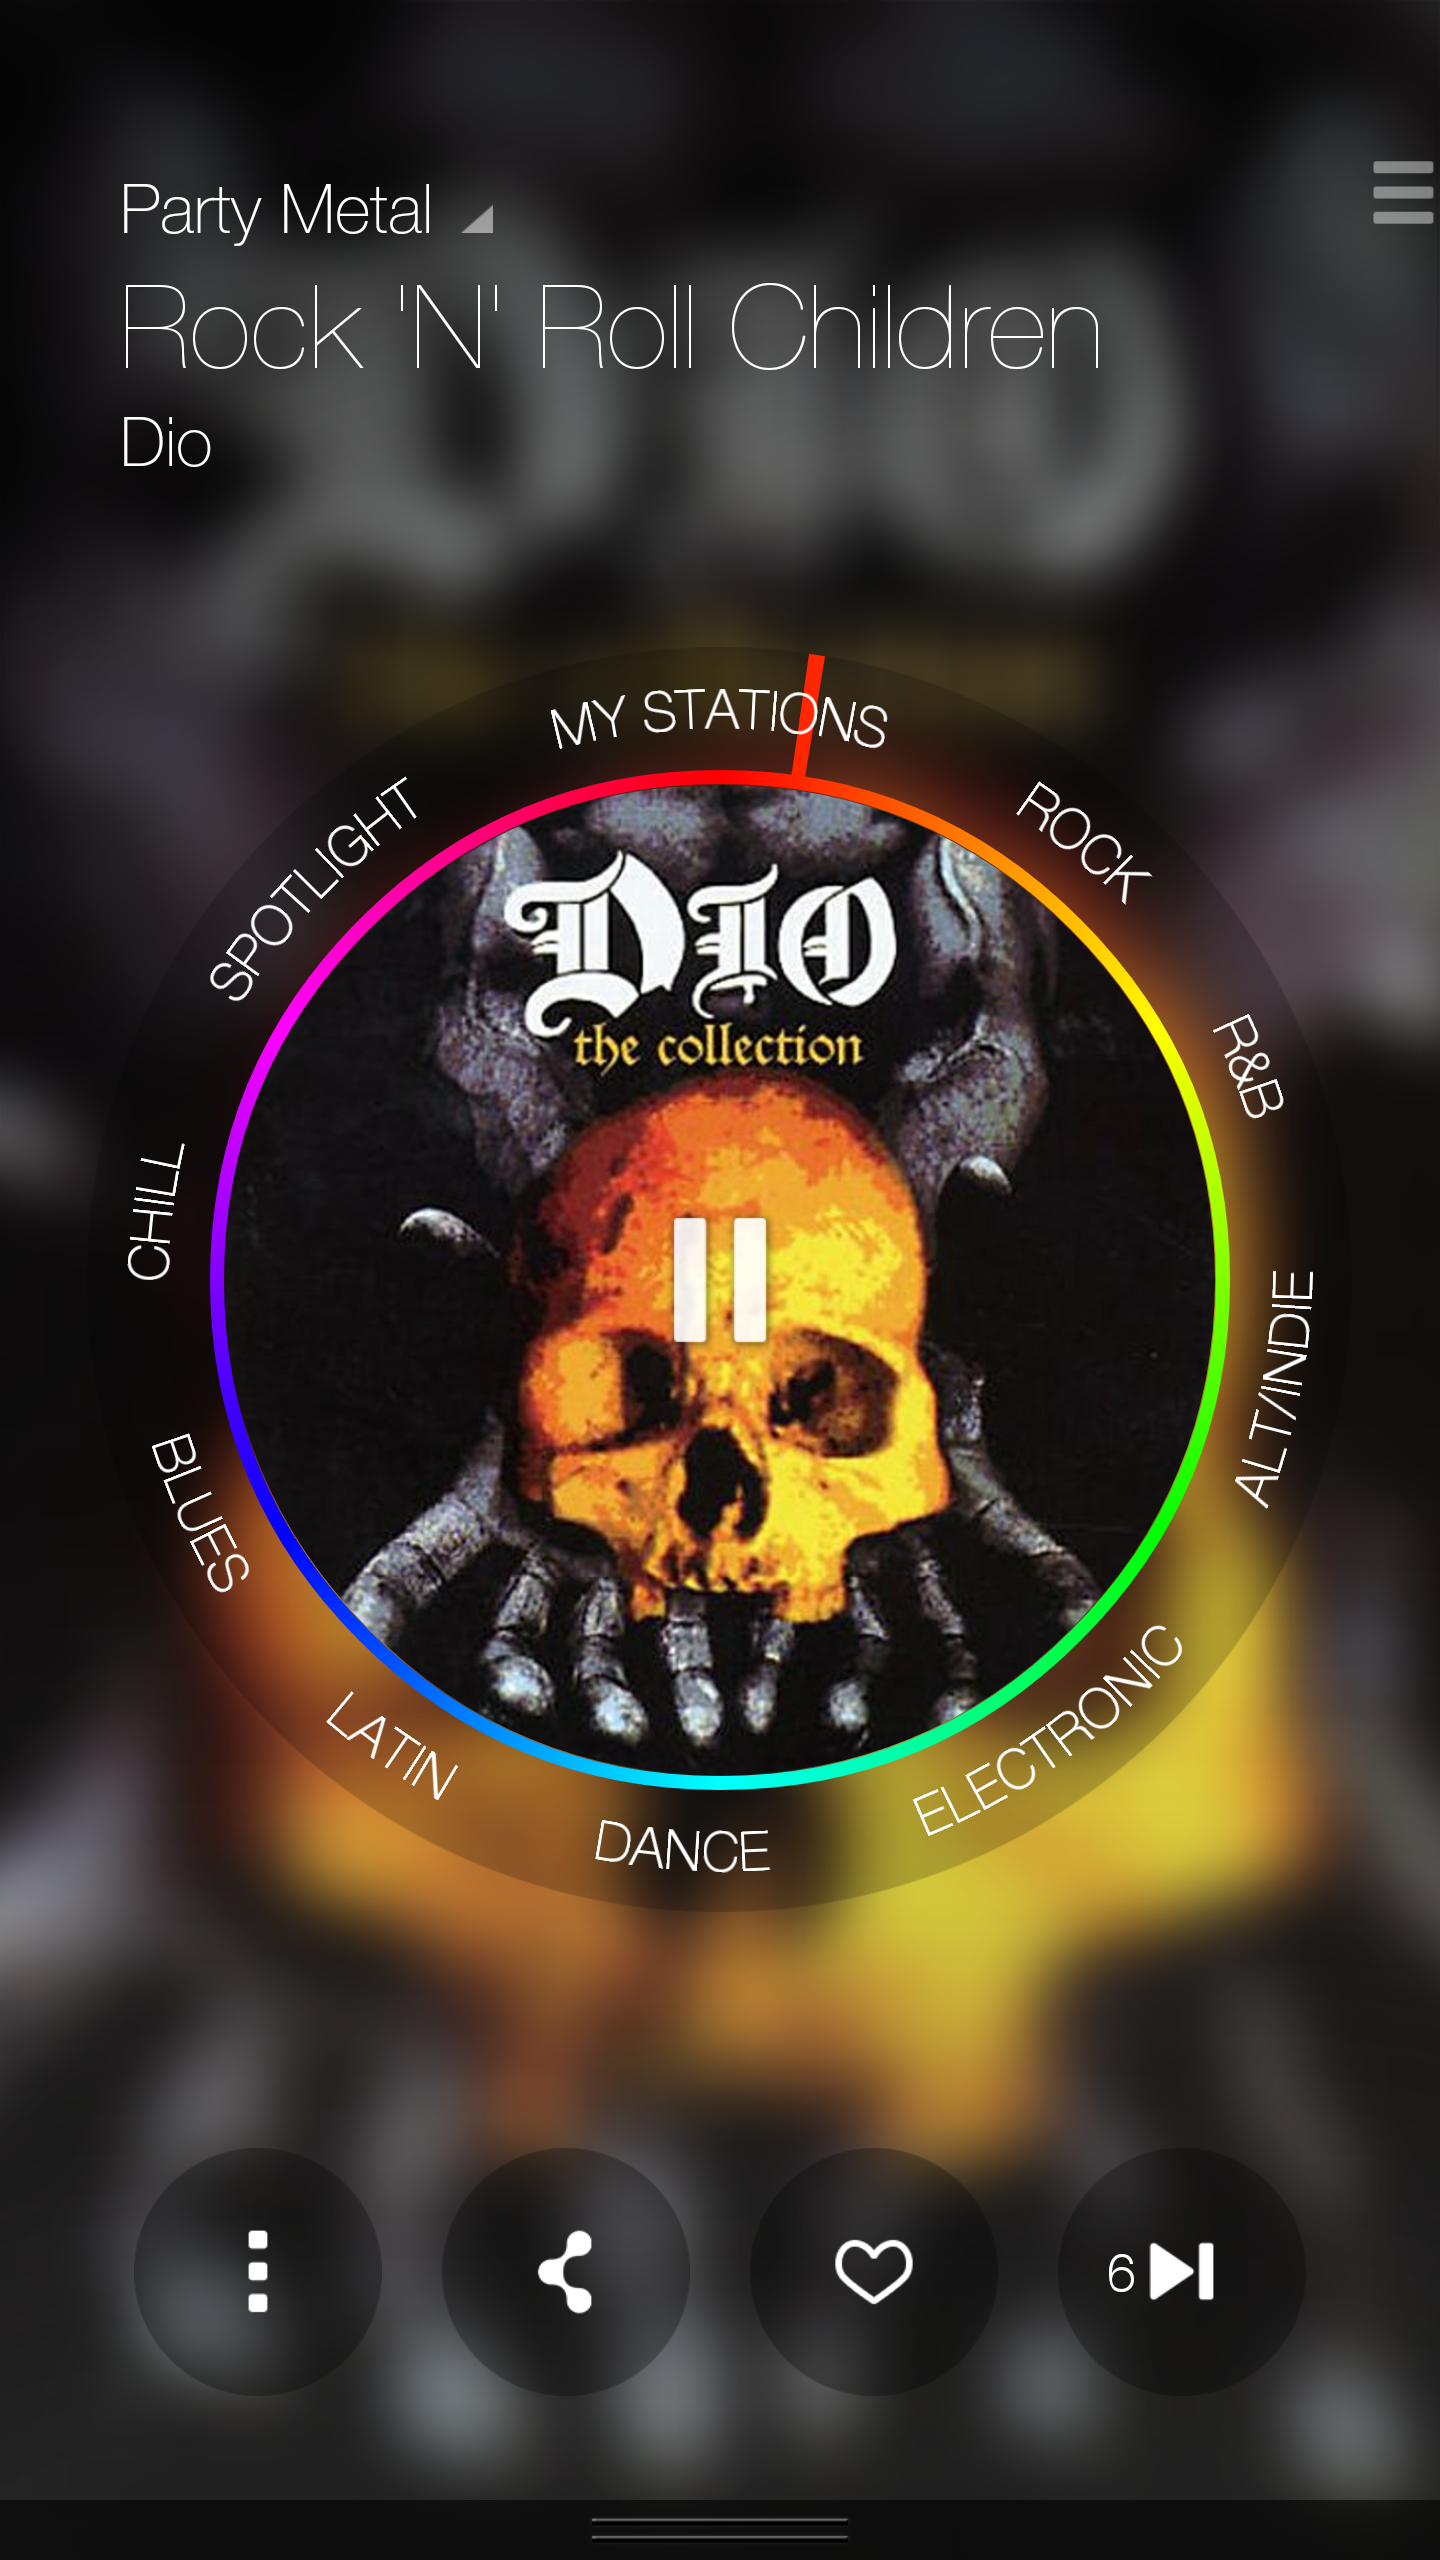 Party Metal
Rock 'N' Roll Children
Dio
MY STATIONS
ROCK
R&B
ALT/INDIE
ELECTRONIC
DANCE
LATIN
BLUES
CHILL
SPOTLIGHT
DIO
the collection
6